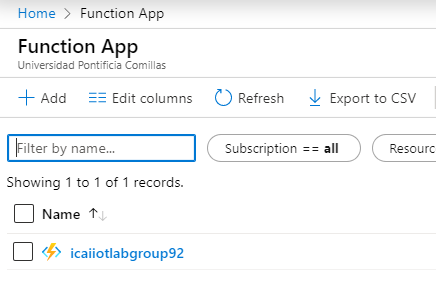 Home > Function App
Function App
Universidad Pontificia Comillas
Add Edit columns Refresh Export to CSV
Filter by name... Subscription == all Resourc
Showing 1 to 1 of 1 records.
Name ↑↓
icaiiotlabgroup92